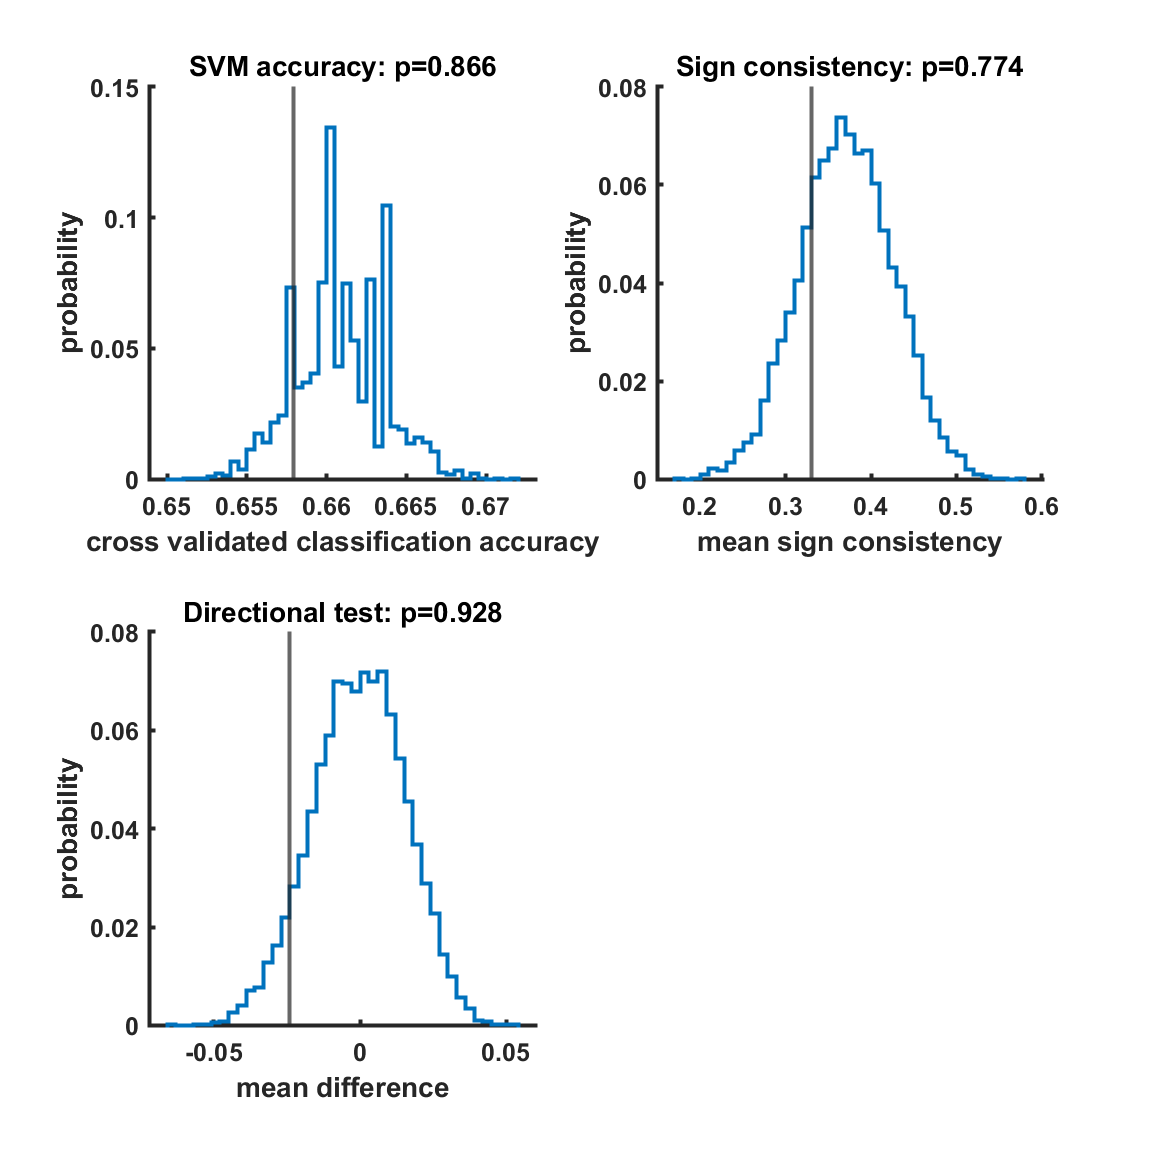 SVM accuracy: p=0.866
0.15
0.1
0.05
0
probability
0.65 0.655 0.66 0.665 0.67
cross validated classification accuracy
Sign consistency: p=0.774
0.08
0.06
0.04
0.02
0
probability
0.2 0.3 0.4 0.5 0.6
mean sign consistency
Directional test: p=0.928
0.08
0.06
0.04
0.02
0
probability
-0.05 0 0.05
mean difference